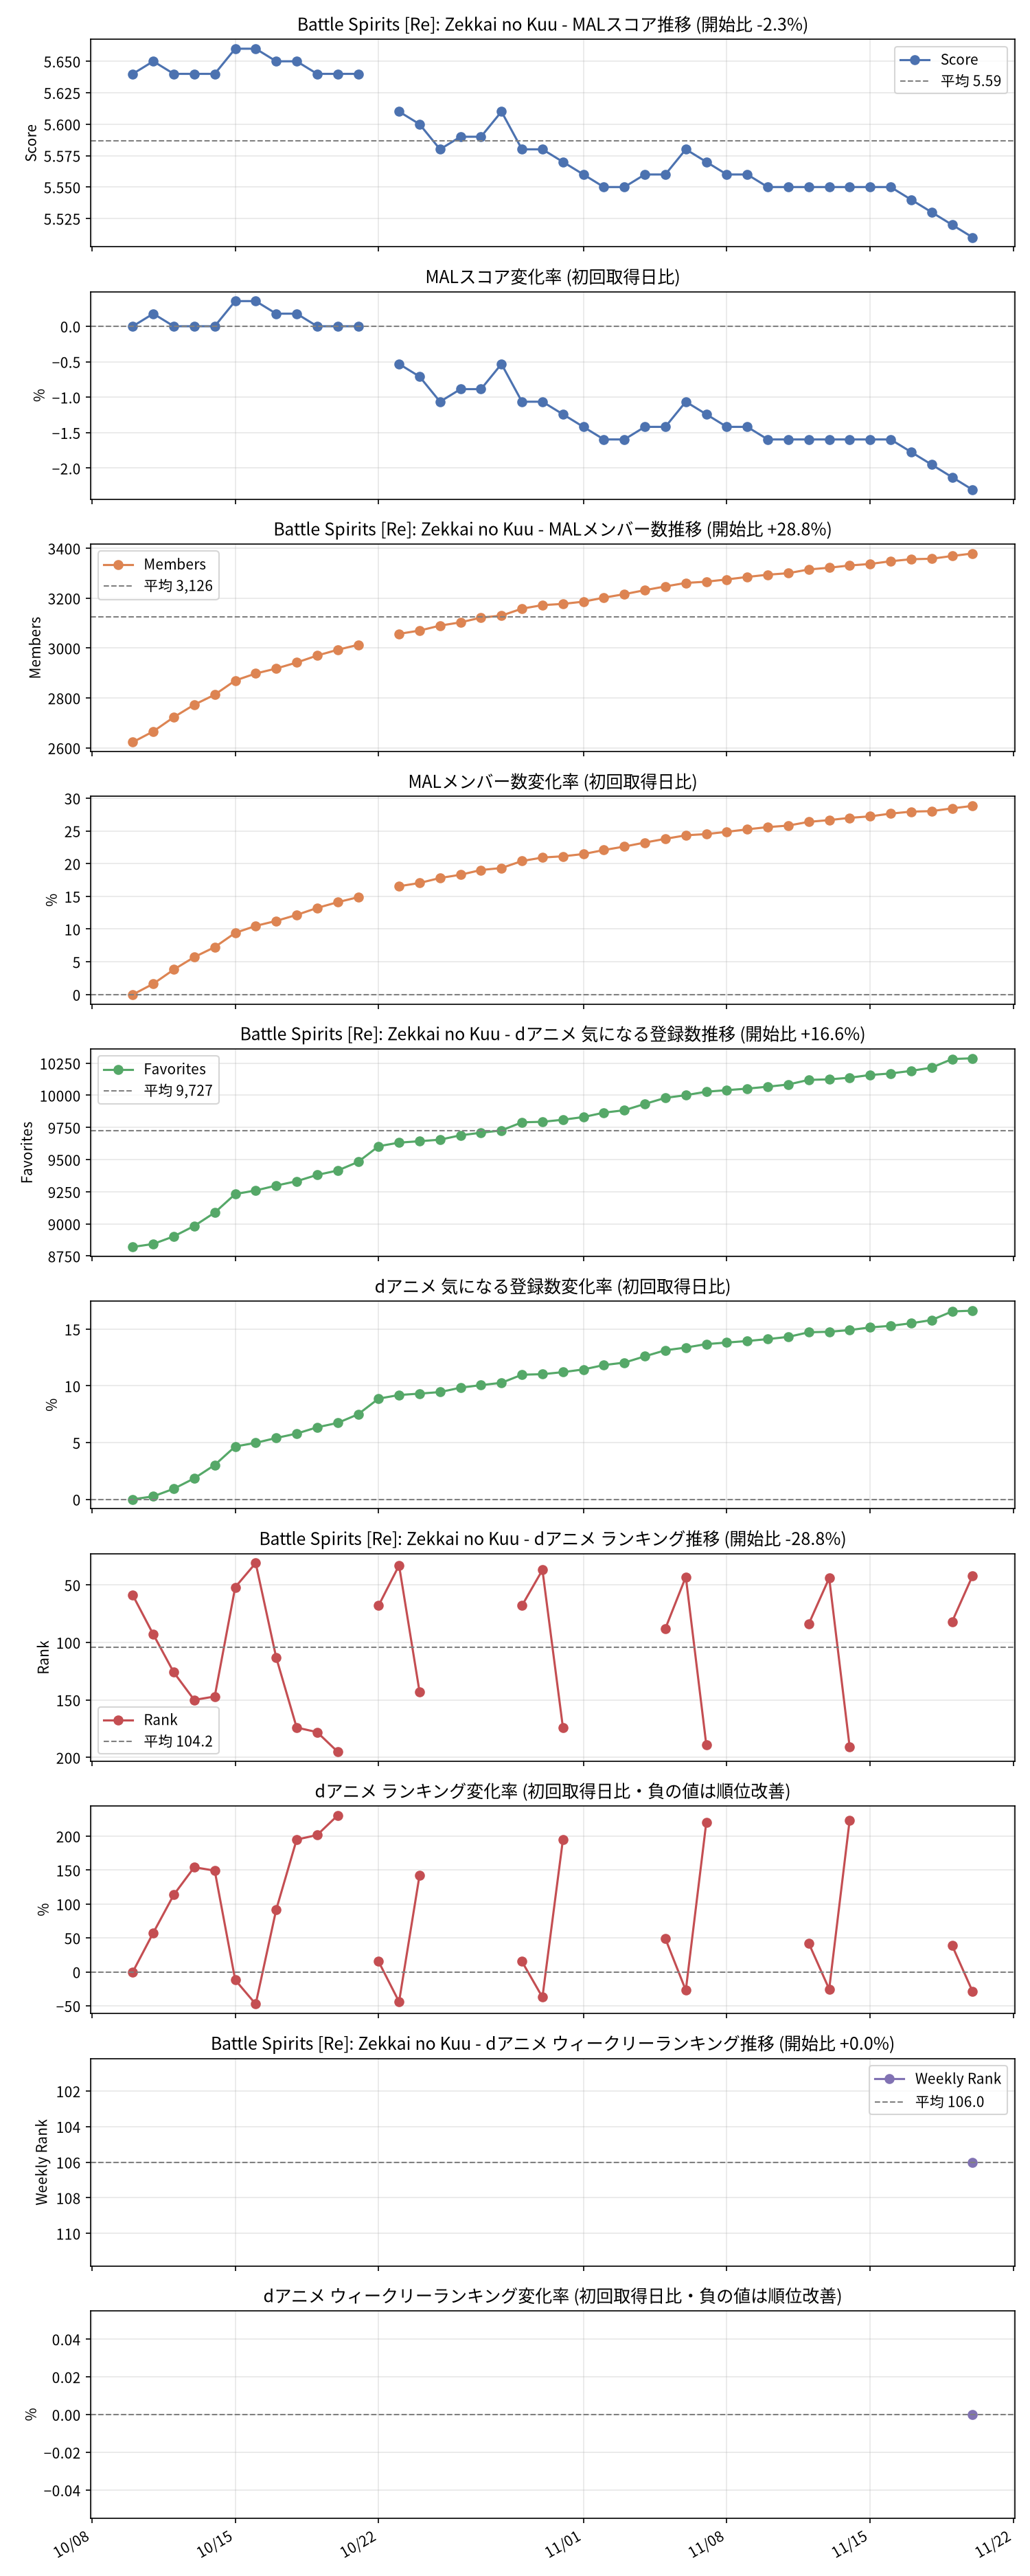 Battle Spirits [Re]: Zekkai no Kuu - MALスコア推移 (開始比 -2.3%)
Score
5.650
5.625
5.600
5.575
5.550
5.525
Score
平均 5.59
MALスコア変化率 (初回取得日比)
%
0.0
−0.5
−1.0
−1.5
−2.0
Battle Spirits [Re]: Zekkai no Kuu - MALメンバー数推移 (開始比 +28.8%)
Members
3400
3200
3000
2800
2600
Members
平均 3,126
MALメンバー数変化率 (初回取得日比)
%
30
25
20
15
10
5
0
Battle Spirits [Re]: Zekkai no Kuu - dアニメ 気になる登録数推移 (開始比 +16.6%)
Favorites
10250
10000
9750
9500
9250
9000
8750
Favorites
平均 9,727
dアニメ 気になる登録数変化率 (初回取得日比)
%
15
10
5
0
Battle Spirits [Re]: Zekkai no Kuu - dアニメ ランキング推移 (開始比 -28.8%)
Rank
50
100
150
200
Rank
平均 104.2
dアニメ ランキング変化率 (初回取得日比・負の値は順位改善)
%
200
150
100
50
0
−50
Battle Spirits [Re]: Zekkai no Kuu - dアニメ ウィークリーランキング推移 (開始比 +0.0%)
Weekly Rank
102
104
106
108
110
Weekly Rank
平均 106.0
dアニメ ウィークリーランキング変化率 (初回取得日比・負の値は順位改善)
%
0.04
0.02
0.00
−0.02
−0.04
10/08
10/15
10/22
11/01
11/08
11/15
11/22